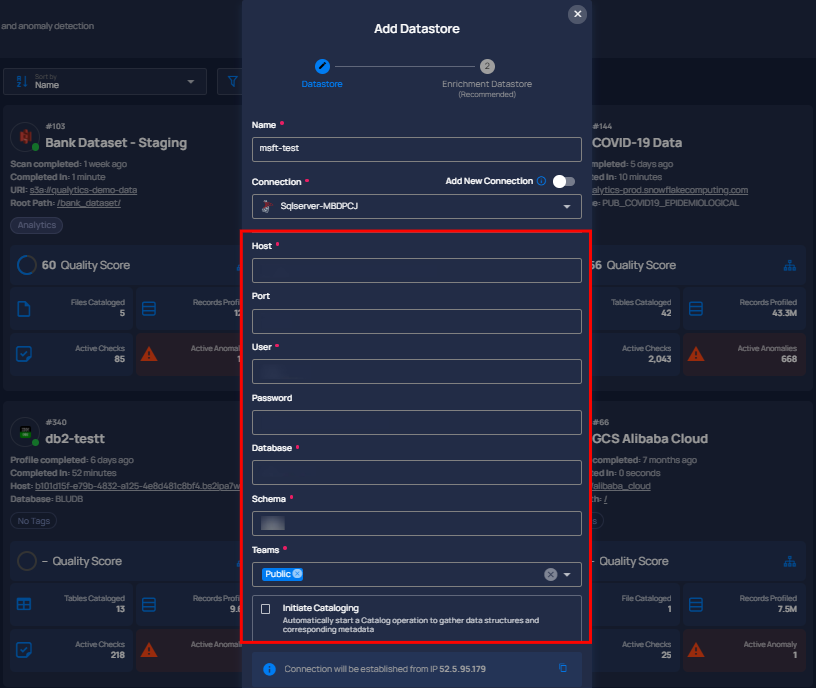 and anomaly detection
Sort by
Name
#103
Bank Dataset - Staging
Scan completed: 1 week ago
Completed In: 1 minute
URI: s3a://qualytics-demo-data
Root Path: /bank_dataset/
Analytics
60 Quality Score
Files Cataloged
5
Records Profi
Active Checks
85
Active Anomal
#340
db2-testt
Profile completed: 6 days ago
Completed In: 52 minutes
Host: b101d15f-e79b-4832-a125-4e8d481c8bf4.bs2ipa7w
Database: BLUDB
No Tags
– Quality Score
Tables Cataloged
13
Records Profi
9.6
Active Checks
218
Active Anomal
Add Datastore
2
Datastore
Enrichment Datastore
(Recommended)
Name *
msft-test
Connection *
Add New Connection
Sqlserver-MBDPCJ
Host *
Port
User *
Password
Database *
Schema *
Teams *
Public
Initiate Cataloging
Automatically start a Catalog operation to gather data structures and
corresponding metadata
Connection will be established from IP 52.5.95.179
#144
COVID-19 Data
mpleted: 5 days ago
ed In: 10 minutes
alytics-prod.snowflakecomputing.com
e: PUB_COVID19_EPIDEMIOLOGICAL
66 Quality Score
Tables Cataloged
42
Records Profiled
43.3M
Active Checks
2,043
Active Anomalies
668
#66
GCS Alibaba Cloud
completed: 7 months ago
ed In: 0 seconds
/alibaba_cloud
th: /
s
– Quality Score
File Cataloged
1
Records Profiled
7.5M
Active Checks
25
Active Anomaly
1